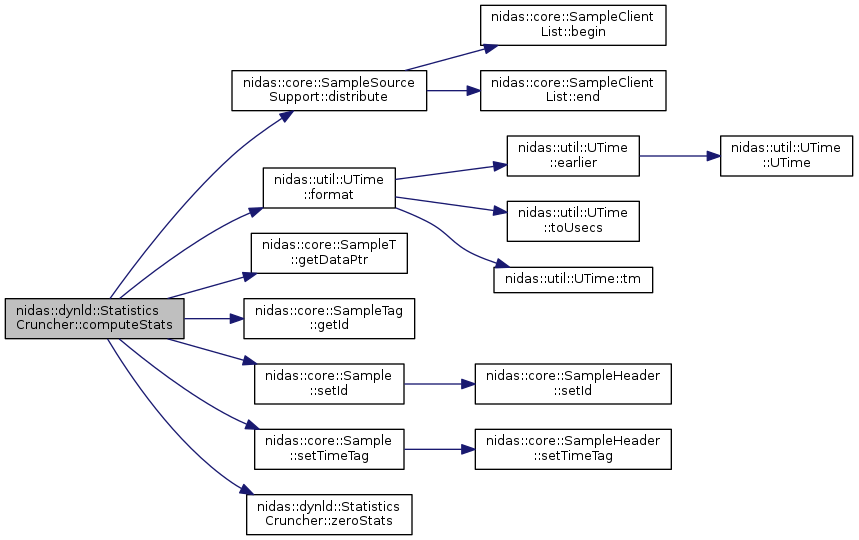 nidas::core::SampleClient
List::begin
nidas::core::SampleSource
Support::distribute
nidas::core::SampleClient
List::end
nidas::util::UTime
::earlier
nidas::util::UTime
::UTime
nidas::util::UTime
::format
nidas::util::UTime
::toUsecs
nidas::core::SampleT
::getDataPtr
nidas::util::UTime::tm
nidas::dynld::Statistics
Cruncher::computeStats
nidas::core::SampleTag
::getId
nidas::core::Sample
::setId
nidas::core::SampleHeader
::setId
nidas::core::Sample
::setTimeTag
nidas::core::SampleHeader
::setTimeTag
nidas::dynld::Statistics
Cruncher::zeroStats